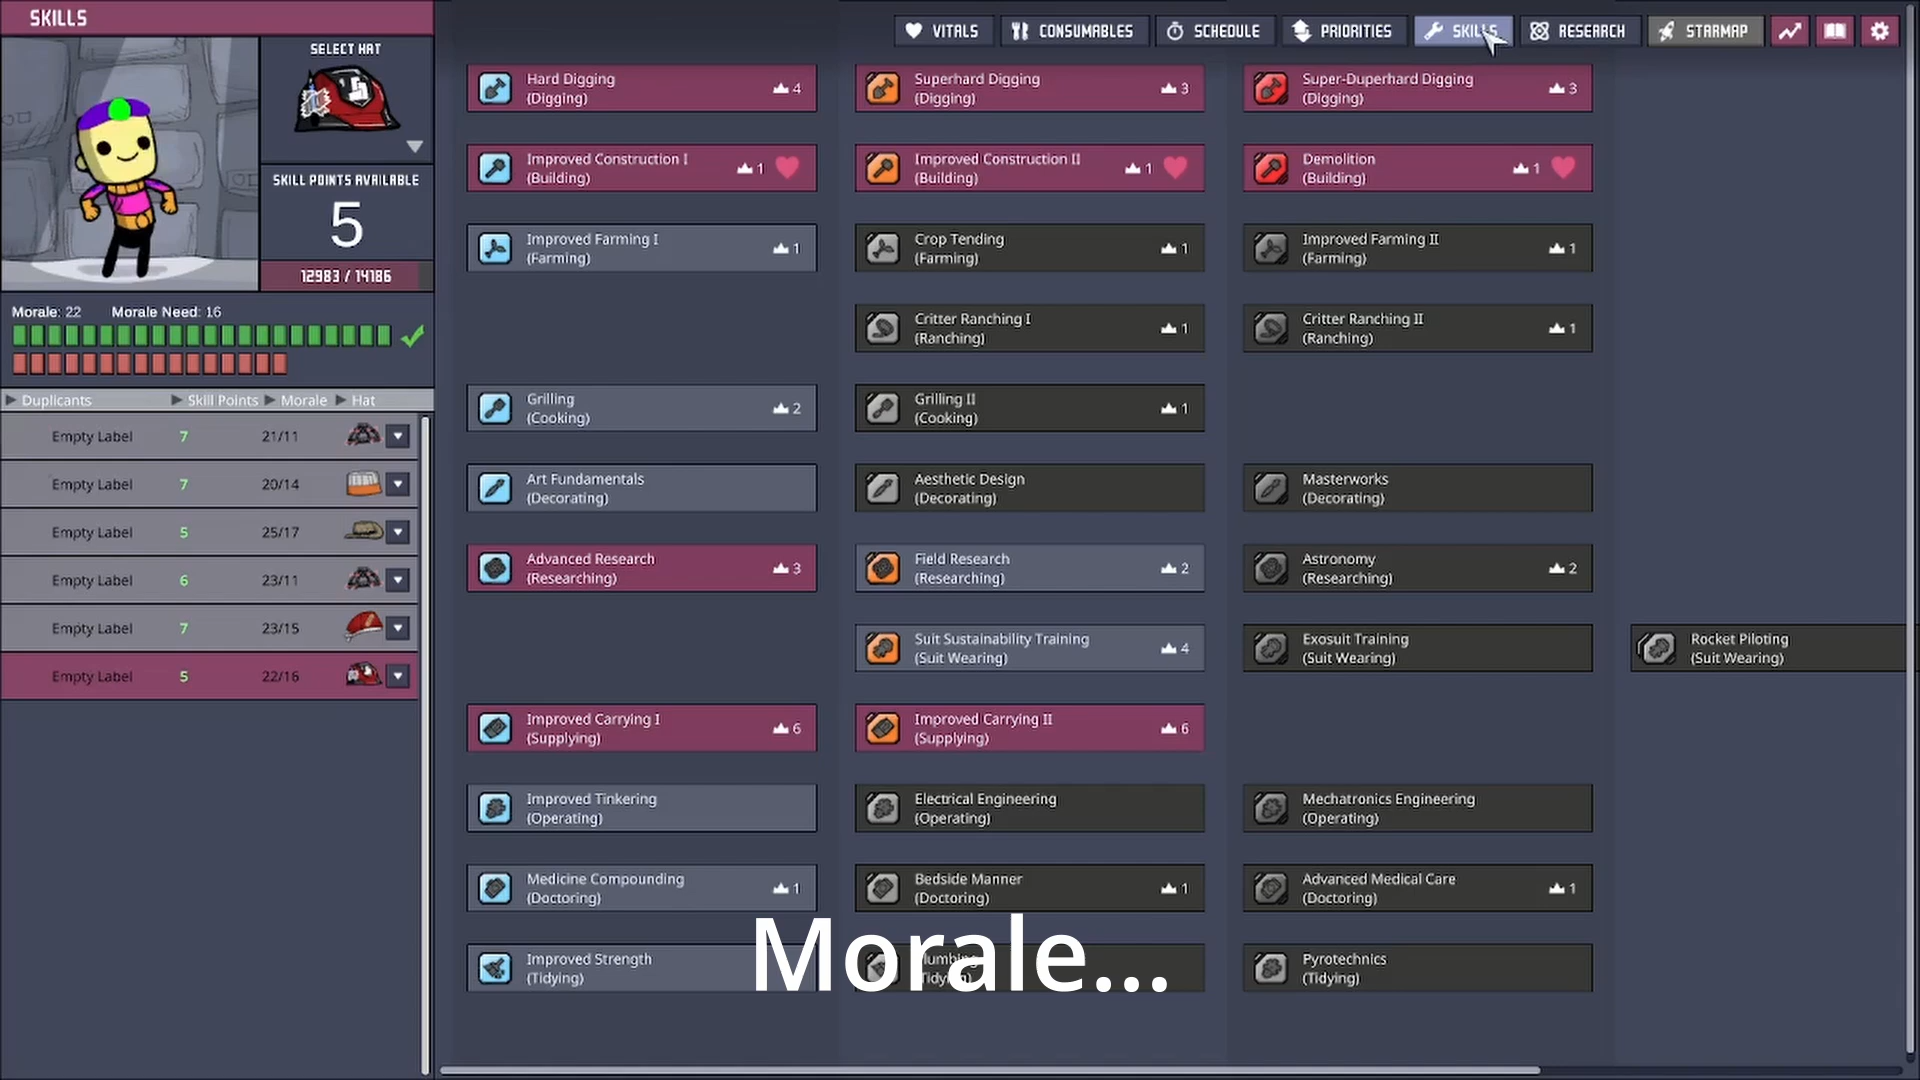 SKILLS
VITALS
CONSUMABLES
SCHEDULE
PRIORITIES
SKILLS
RESEARCH
STARMAP
SELECT HAT
SKILL POINTS AVAILABLE
5
12983 / 14186
Morale: 22 Morale Need: 16
Duplicants Skill Points Morale Hat
Empty Label 7 21/11
Empty Label 7 20/14
Empty Label 5 25/17
Empty Label 6 23/11
Empty Label 7 23/15
Empty Label 5 22/16
Hard Digging
(Digging)
4
Superhard Digging
(Digging)
3
Super-Duperhard Digging
(Digging)
3
Improved Construction I
(Building)
1
Improved Construction II
(Building)
1
Demolition
(Building)
1
Improved Farming I
(Farming)
1
Crop Tending
(Farming)
1
Improved Farming II
(Farming)
1
Critter Ranching I
(Ranching)
1
Critter Ranching II
(Ranching)
1
Grilling
(Cooking)
2
Grilling II
(Cooking)
1
Art Fundamentals
(Decorating)
Aesthetic Design
(Decorating)
Masterworks
(Decorating)
Advanced Research
(Researching)
3
Field Research
(Researching)
2
Astronomy
(Researching)
2
Suit Sustainability Training
(Suit Wearing)
4
Exosuit Training
(Suit Wearing)
Rocket Piloting
(Suit Wearing)
Improved Carrying I
(Supplying)
6
Improved Carrying II
(Supplying)
6
Improved Tinkering
(Operating)
Electrical Engineering
(Operating)
Mechatronics Engineering
(Operating)
Medicine Compounding
(Doctoring)
1
Bedside Manner
(Doctoring)
1
Advanced Medical Care
(Doctoring)
1
Improved Strength
(Tidying)
Plumbing
(Tidying)
Pyrotechnics
(Tidying)
Morale...